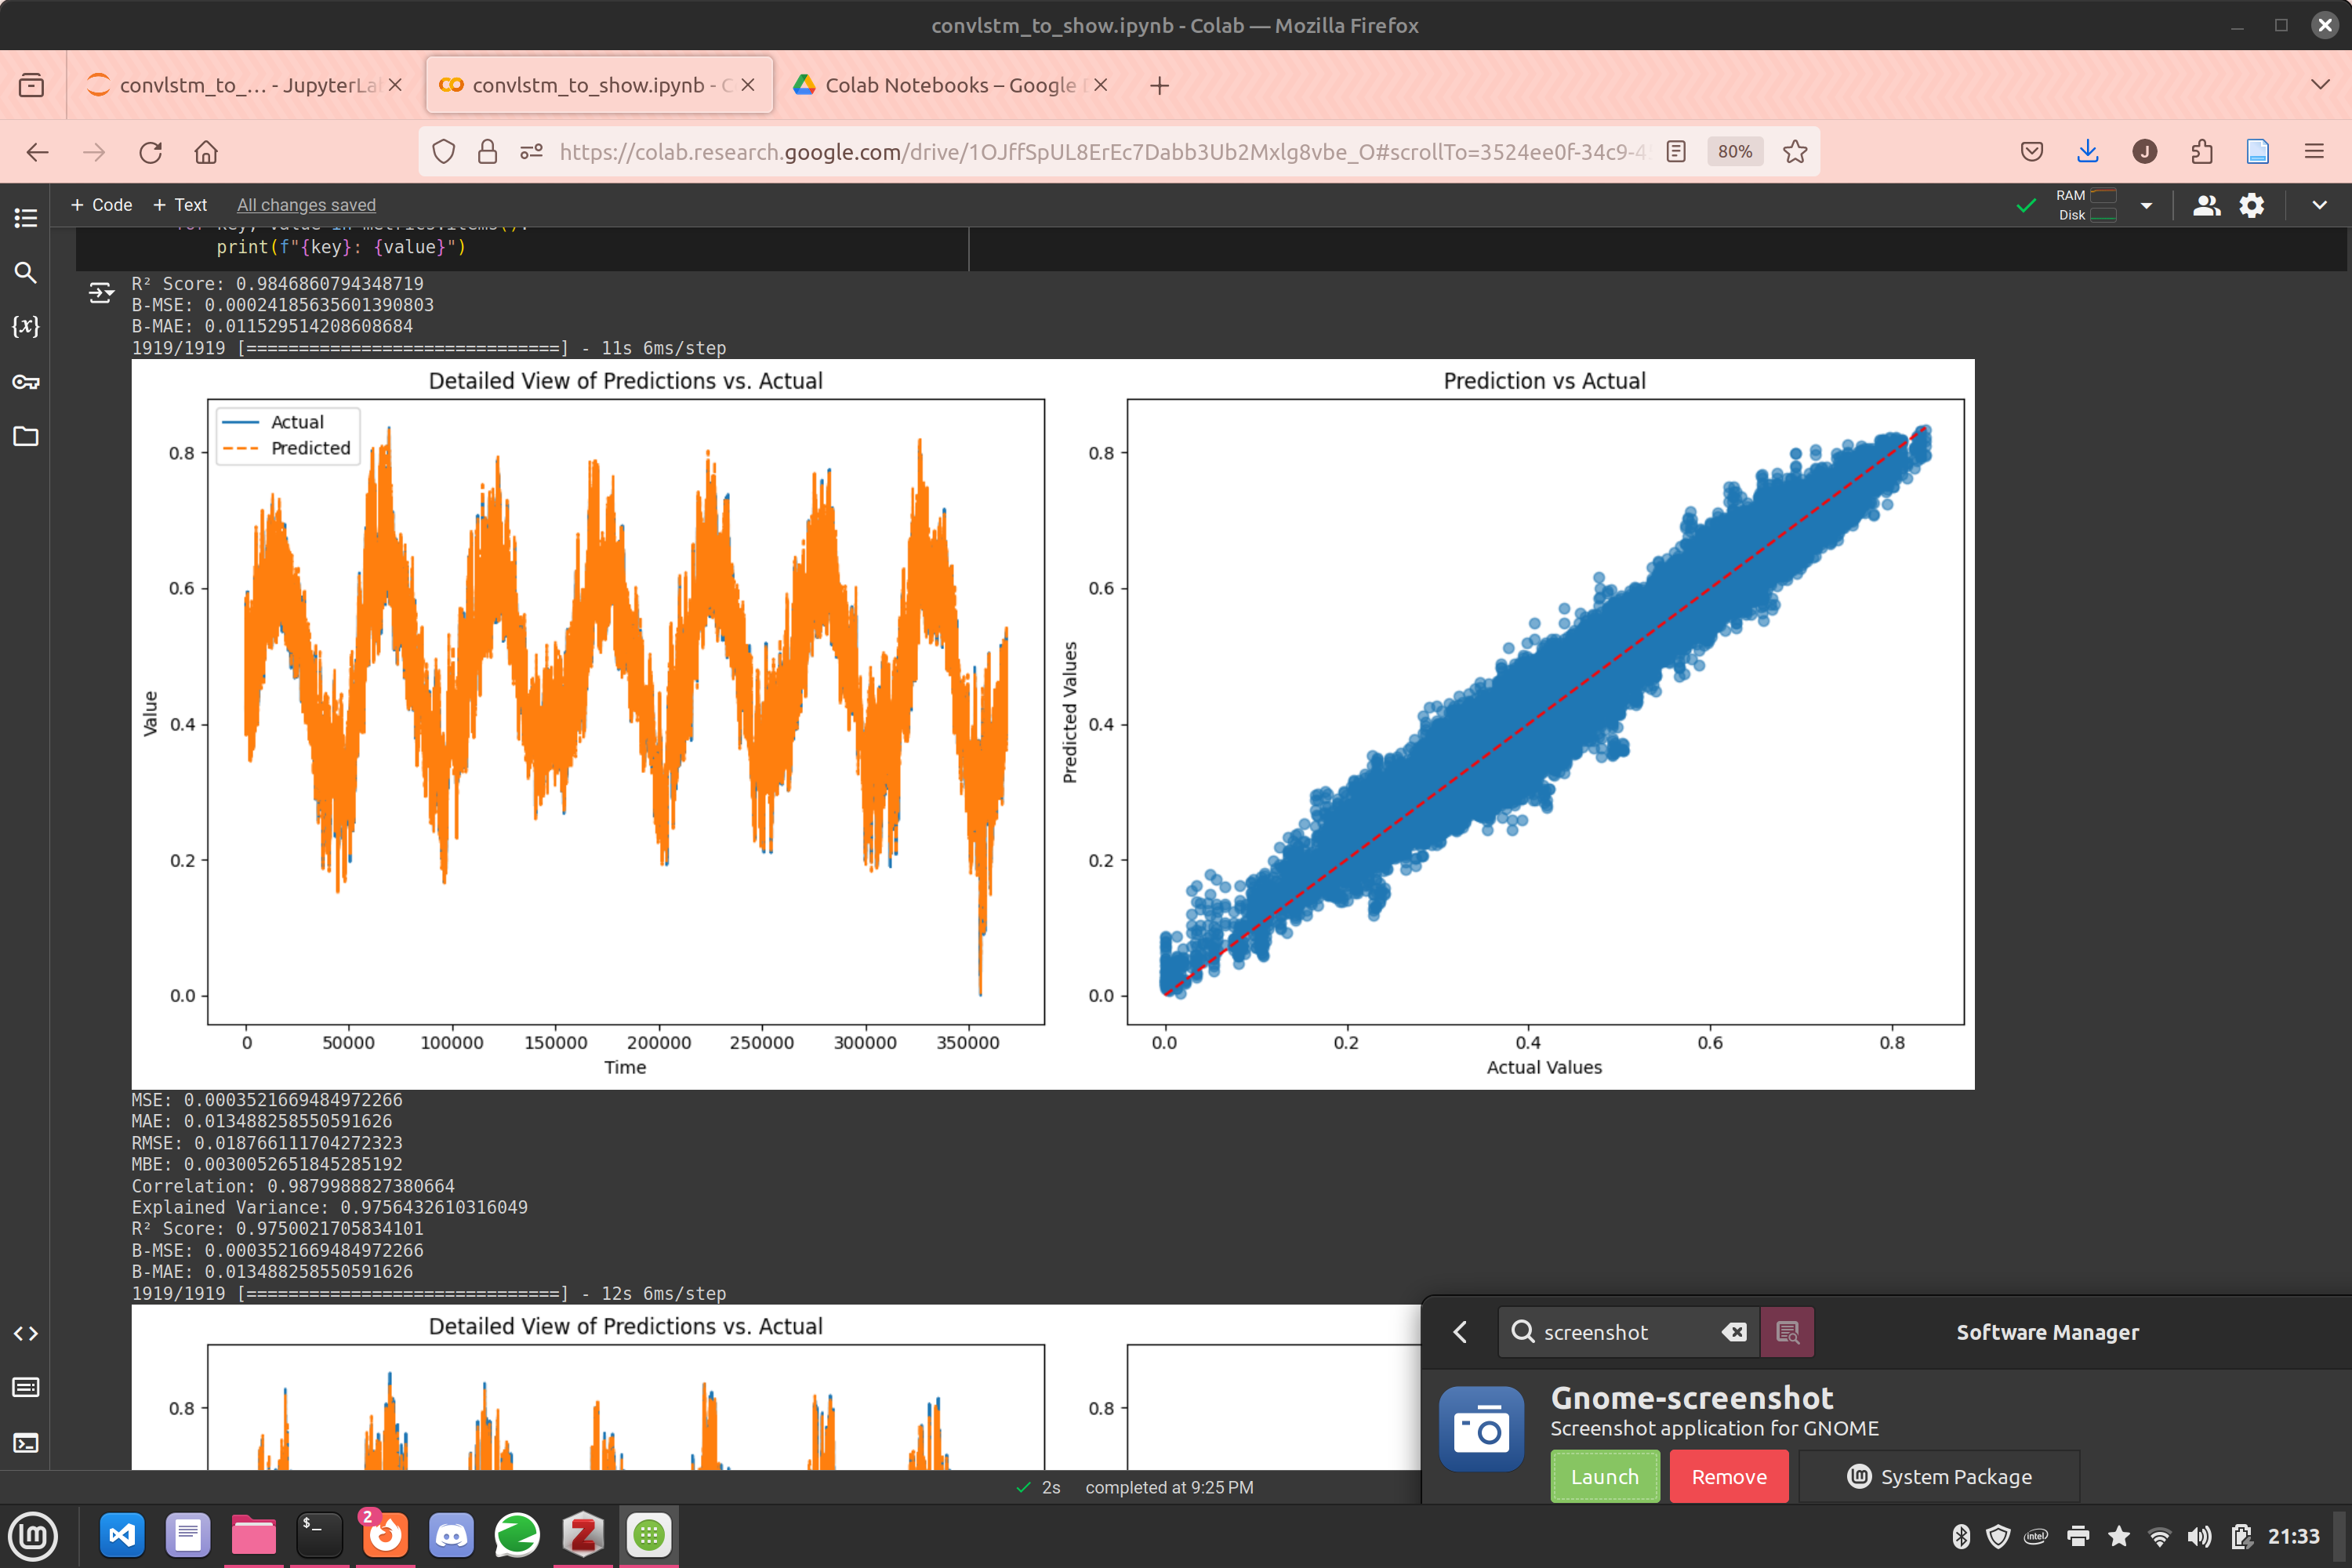 convlstm_to_show.ipynb - Colab — Mozilla Firefox
convlstm_to_... - JupyterLa
convlstm_to_show.ipynb - C
Colab Notebooks – Google
https://colab.research.google.com/drive/1OJffSpUL8ErEc7Dabb3Ub2Mxlg8vbe_O#scrollTo=3524ee0f-34c9-4
80%
J
+ Code + Text All changes saved
RAM
Disk
for key, value in metrics.items():
print(f"{key}: {value}")
{x}
R² Score: 0.9846860794348719
B-MSE: 0.00024185635601390803
B-MAE: 0.011529514208608684
1919/1919 [==============================] - 11s 6ms/step
Detailed View of Predictions vs. Actual
Actual
Predicted
0.8
0.6
0.4
0.2
0.0
Value
0 50000 100000 150000 200000 250000 300000 350000
Time
Prediction vs Actual
0.8
0.6
0.4
0.2
0.0
Predicted Values
0.0 0.2 0.4 0.6 0.8
Actual Values
MSE: 0.0003521669484972266
MAE: 0.013488258550591626
RMSE: 0.018766111704272323
MBE: 0.0030052651845285192
Correlation: 0.9879988827380664
Explained Variance: 0.9756432610316049
R² Score: 0.9750021705834101
B-MSE: 0.0003521669484972266
B-MAE: 0.013488258550591626
1919/1919 [==============================] - 12s 6ms/step
Detailed View of Predictions vs. Actual
0.8
0.8
screenshot
Software Manager
Gnome-screenshot
Screenshot application for GNOME
Launch
Remove
System Package
2s completed at 9:25 PM
$_
2
Z
intel
21:33